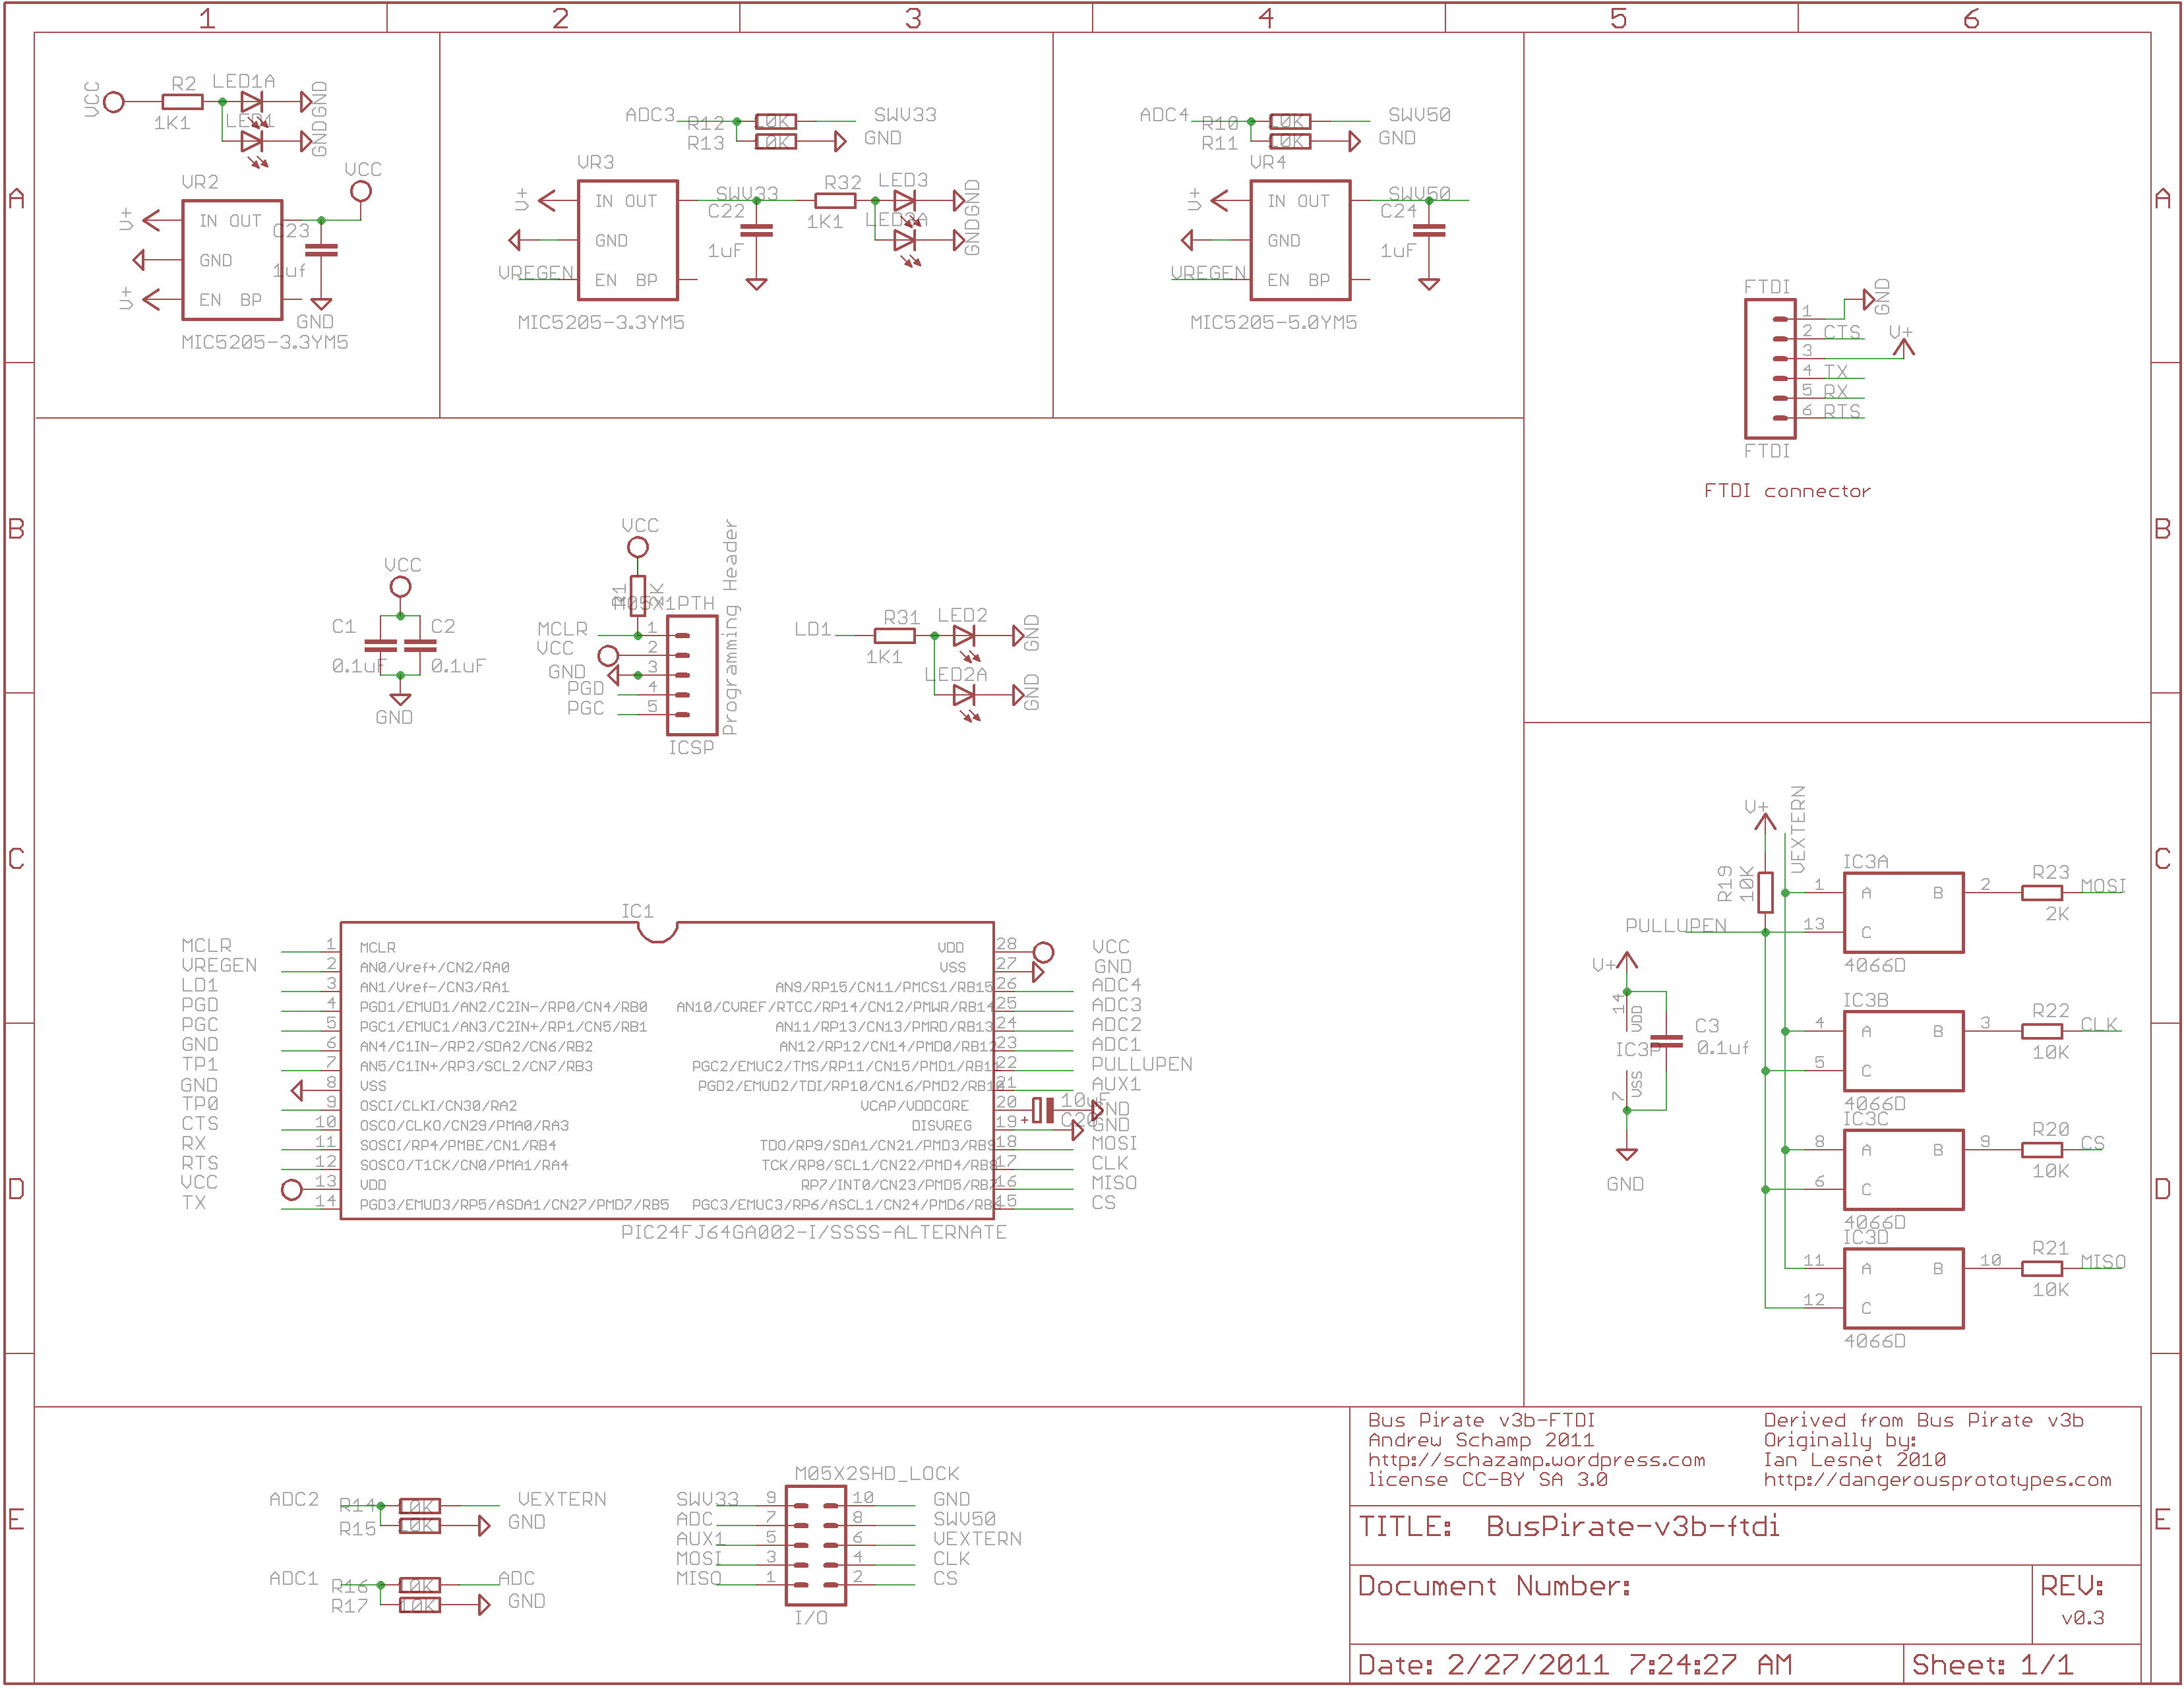 1 2 3 4 5 6
A A
B B
C C
D D
E E
VCC
R2
1K1
LED1A
LED1
GND
GND
VR2
VCC
V+
IN OUT
GND
EN BP
V+
C23
1uf
GND
MIC5205-3.3YM5
ADC3
R12 10K
R13 10K
SWV33
GND
VR3
V+
IN OUT
GND
EN BP
VREGEN
SWV33
C22
1uF
R32
1K1
LED3
LED3A
GND
GND
MIC5205-3.3YM5
ADC4
R10 10K
R11 10K
SWV50
GND
VR4
V+
IN OUT
GND
EN BP
VREGEN
SWV50
C24
1uF
MIC5205-5.0YM5
FTDI
1 GND
2 CTS
3 V+
4 TX
5 RX
6 RTS
FTDI
FTDI connector
VCC
C1 C2
0.1uF 0.1uF
GND
VCC
R1
M05X1PTH
MCLR 1
VCC 2
GND 3
PGD 4
PGC 5
ICSP
Programming Header
LD1
R31
1K1
LED2
LED2A
GND
GND
IC1
MCLR 1 MCLR
VREGEN 2 AN0/Vref+/CN2/RA0
LD1 3 AN1/Vref-/CN3/RA1
PGD 4 PGD1/EMUD1/AN2/C2IN-/RP0/CN4/RB0
PGC 5 PGC1/EMUC1/AN3/C2IN+/RP1/CN5/RB1
GND 6 AN4/C1IN-/RP2/SDA2/CN6/RB2
TP1 7 AN5/C1IN+/RP3/SCL2/CN7/RB3
GND 8 VSS
TP0 9 OSCI/CLKI/CN30/RA2
CTS 10 OSCO/CLKO/CN29/PMA0/RA3
RX 11 SOSCI/RP4/PMBE/CN1/RB4
RTS 12 SOSCO/T1CK/CN0/PMA1/RA4
VCC 13 VDD
TX 14 PGD3/EMUD3/RP5/ASDA1/CN27/PMD7/RB5
VDD 28 VCC
VSS 27 GND
AN9/RP15/CN11/PMCS1/RB15 26 ADC4
AN10/CVREF/RTCC/RP14/CN12/PMWR/RB14 25 ADC3
AN11/RP13/CN13/PMRD/RB13 24 ADC2
AN12/RP12/CN14/PMD0/RB12 23 ADC1
PGC2/EMUC2/TMS/RP11/CN15/PMD1/RB11 22 PULLUPEN
PGD2/EMUD2/TDI/RP10/CN16/PMD2/RB10 21 AUX1
VCAP/VDDCORE 20 + 10uF C20 GND
DISVREG 19 GND
TDO/RP9/SDA1/CN21/PMD3/RB9 18 MOSI
TCK/RP8/SCL1/CN22/PMD4/RB8 17 CLK
RP7/INT0/CN23/PMD5/RB7 16 MISO
PGC3/EMUC3/RP6/ASCL1/CN24/PMD6/RB6 15 CS
PIC24FJ64GA002-I/SSSS-ALTERNATE
V+
VEXTERN
R19
10K
PULLUPEN
IC3A
1 A B 2 R23 MOSI
13 C 2K
4066D
IC3B
4 A B 3 R22 CLK
5 C 10K
4066D
IC3C
8 A B 9 R20 CS
6 C 10K
4066D
IC3D
11 A B 10 R21 MISO
12 C 10K
4066D
V+
14 VDD
IC3P
C3
0.1uf
7 VSS
GND
ADC2
R14 10K
R15 10K
VEXTERN
GND
ADC1
R16 10K
R17 10K
ADC
GND
M05X2SHD_LOCK
SWV33 9 10 GND
ADC 7 8 SWV50
AUX1 5 6 VEXTERN
MOSI 3 4 CLK
MISO 1 2 CS
I/O
Bus Pirate v3b-FTDI
Andrew Schamp 2011
http://schazamp.wordpress.com
license CC-BY SA 3.0
Derived from Bus Pirate v3b
Originally by:
Ian Lesnet 2010
http://dangerousprototypes.com
TITLE: BusPirate-v3b-ftdi
Document Number:
REV:
v0.3
Date: 2/27/2011 7:24:27 AM
Sheet: 1/1